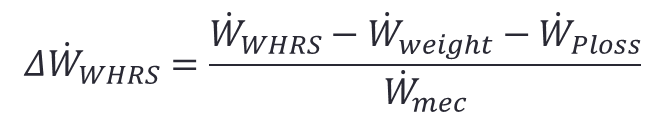 ΔẆ_WHRS = (Ẇ_WHRS − Ẇ_weight − Ẇ_Ploss) / Ẇ_mec